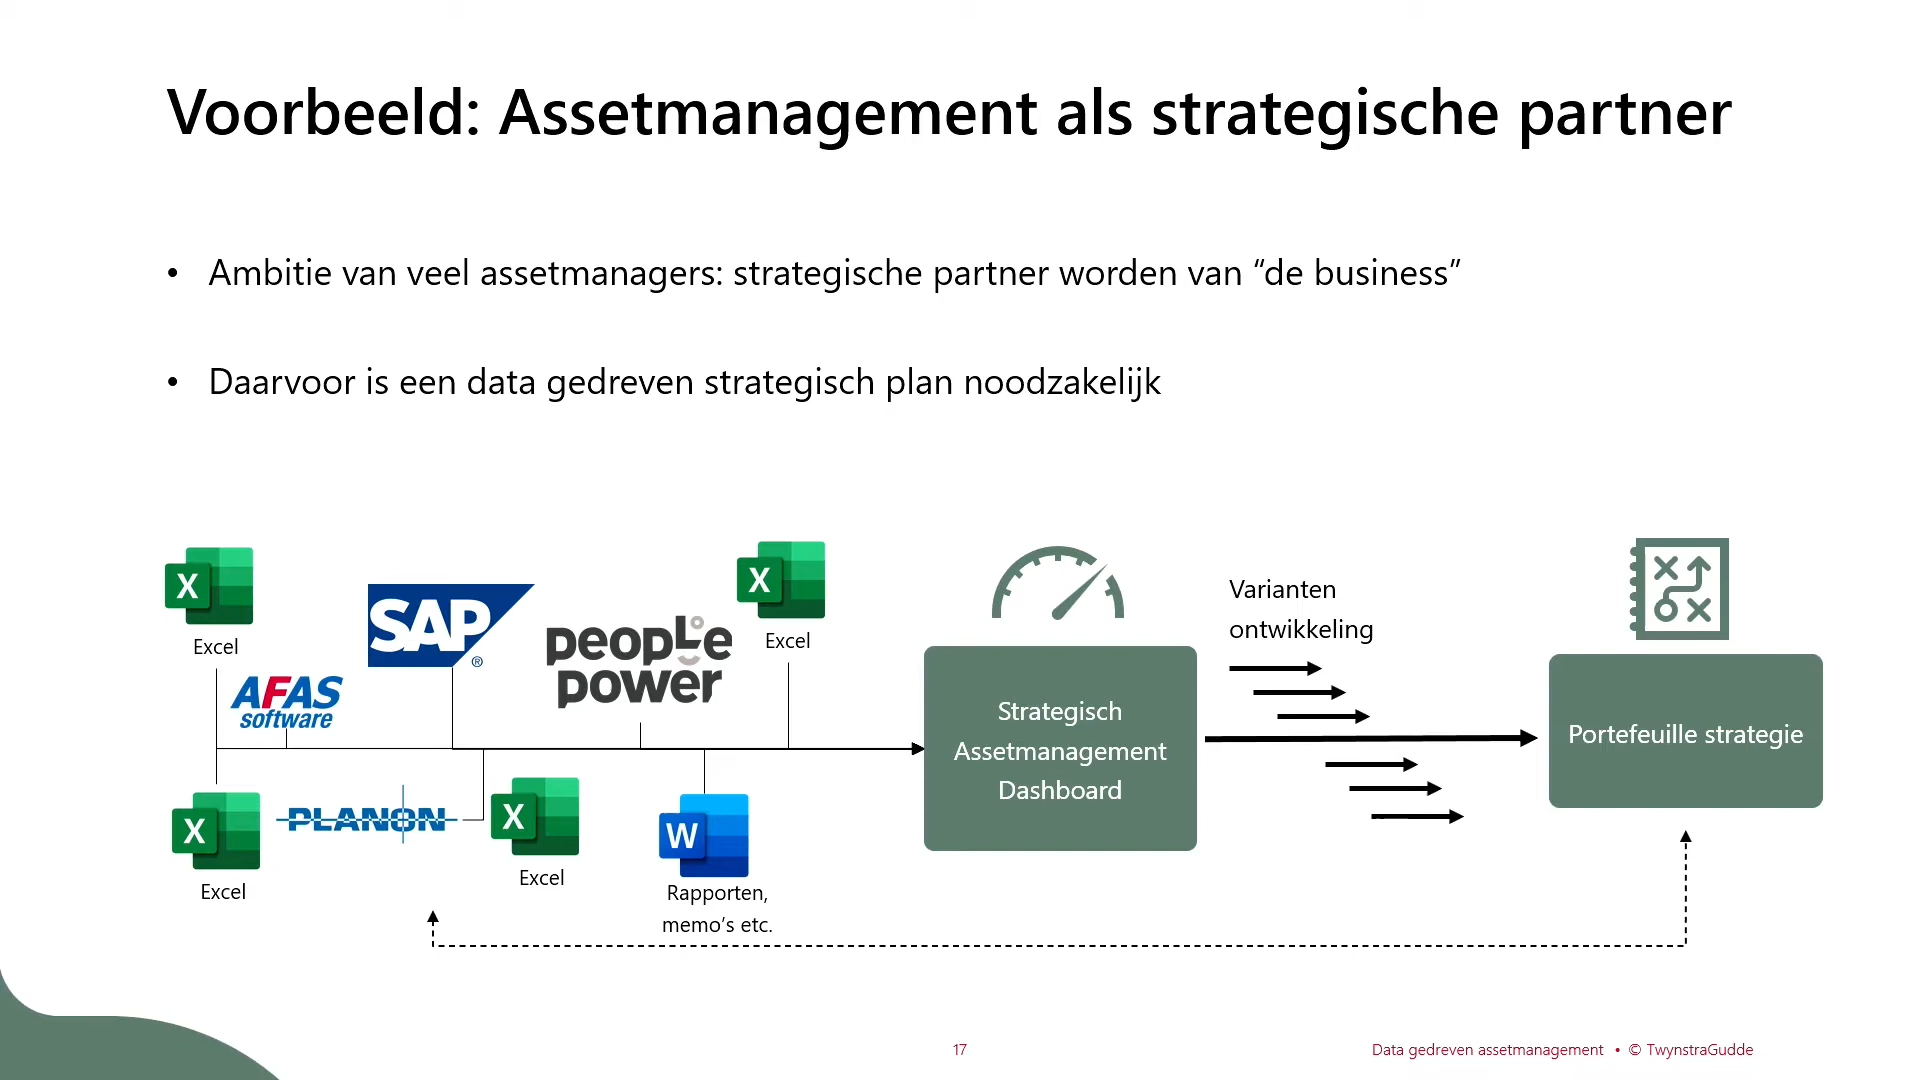 Voorbeeld: Assetmanagement als strategische partner
• Ambitie van veel assetmanagers: strategische partner worden van “de business”
• Daarvoor is een data gedreven strategisch plan noodzakelijk
X
Excel
AFAS
software
SAP
®
people
power
X
Excel
X
Excel
PLANON
X
Excel
W
Rapporten,
memo’s etc.
Strategisch
Assetmanagement
Dashboard
Varianten
ontwikkeling
Portefeuille strategie
17
Data gedreven assetmanagement • © TwynstraGudde